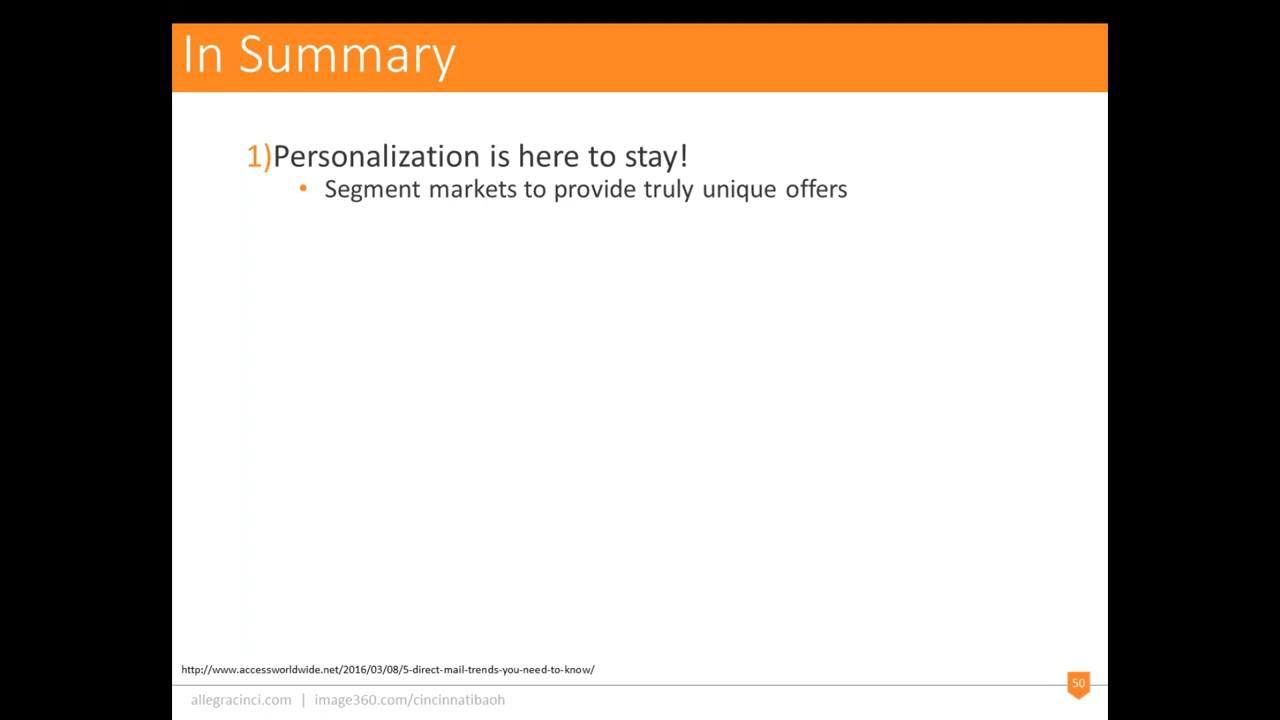 In Summary
1)Personalization is here to stay!
• Segment markets to provide truly unique offers
http://www.accessworldwide.net/2016/03/08/5-direct-mail-trends-you-need-to-know/
50
allegracinci.com | image360.com/cincinnatibaoh